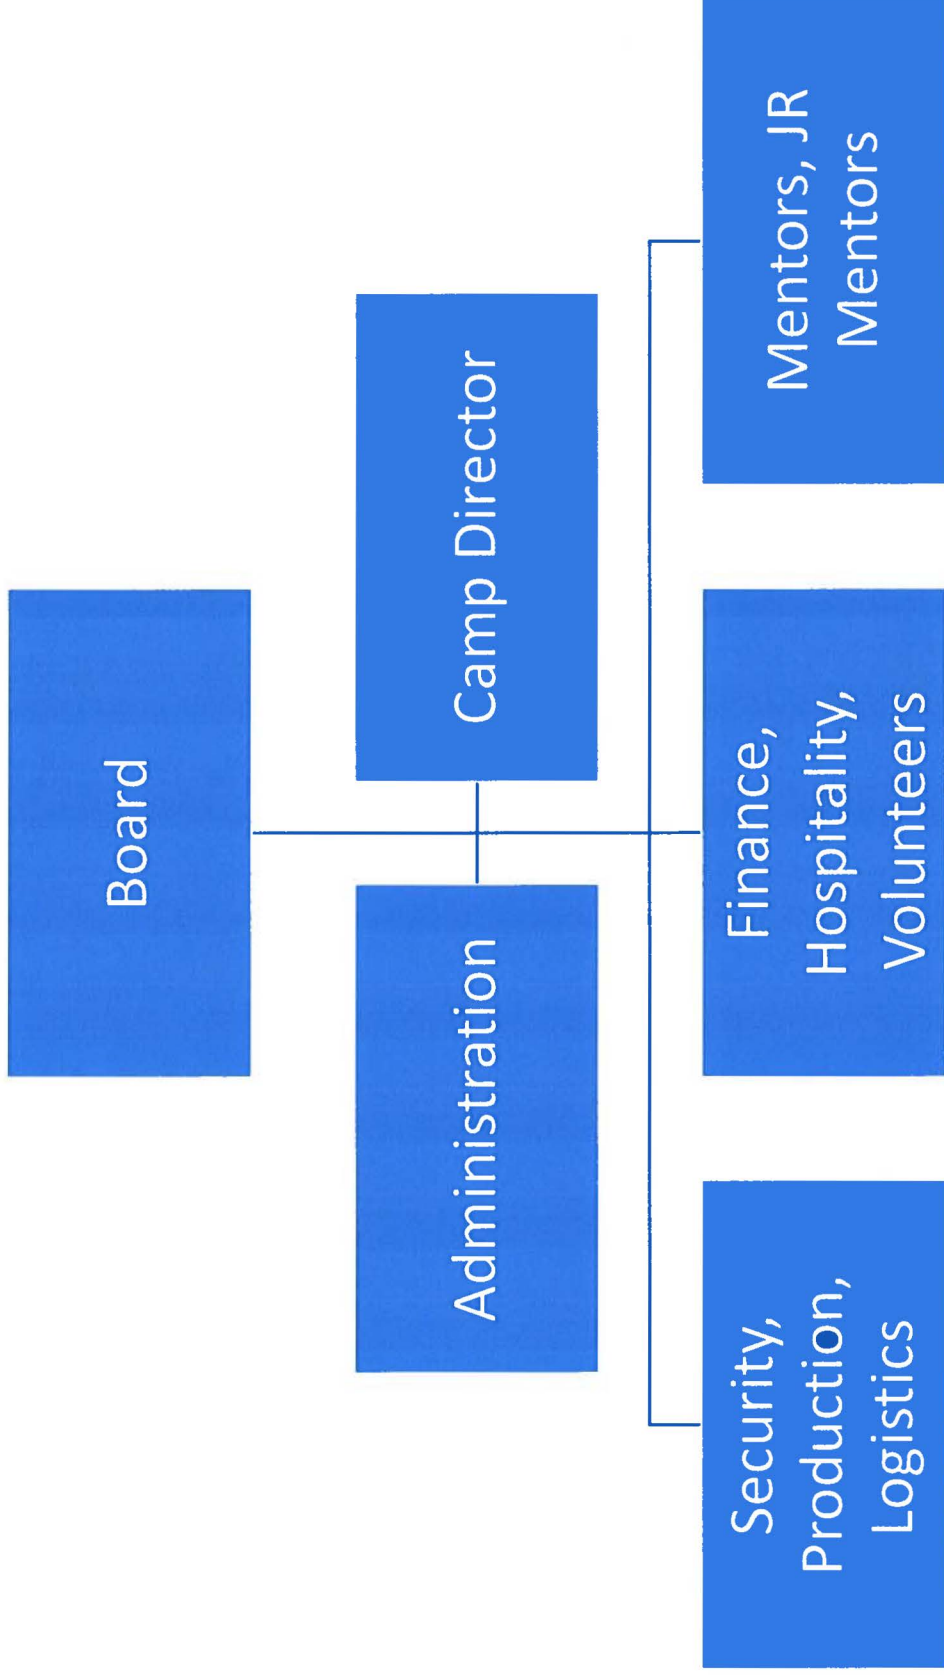 Board
Administration
Camp Director
Security,
Production,
Logistics
Finance,
Hospitality,
Volunteers
Mentors, JR
Mentors